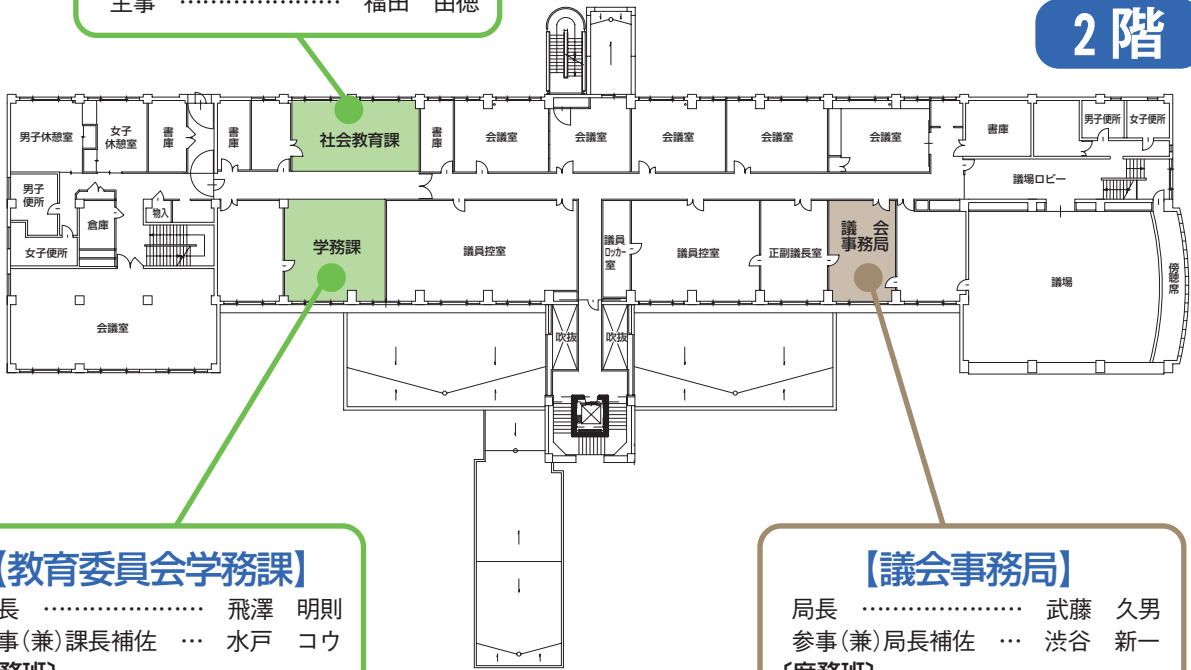 主事 ………………… 福田 由徳
2階
男子休憩室
女子
休憩室
書庫
書庫
社会教育課
書庫
会議室
会議室
会議室
会議室
会議室
書庫
男子便所
女子便所
議場ロビー
男子
便所
倉庫
物入
女子便所
学務課
議員控室
議員
ロッカー
室
議員控室
正副議長室
議会
事務局
議場
傍聴席
会議室
吹抜
吹抜
【教育委員会学務課】
長 ………………… 飛澤 明則
事(兼)課長補佐 … 水戸 コウ
【議会事務局】
局長 ………………… 武藤 久男
参事(兼)局長補佐 … 渋谷 新一
〔庶務班〕